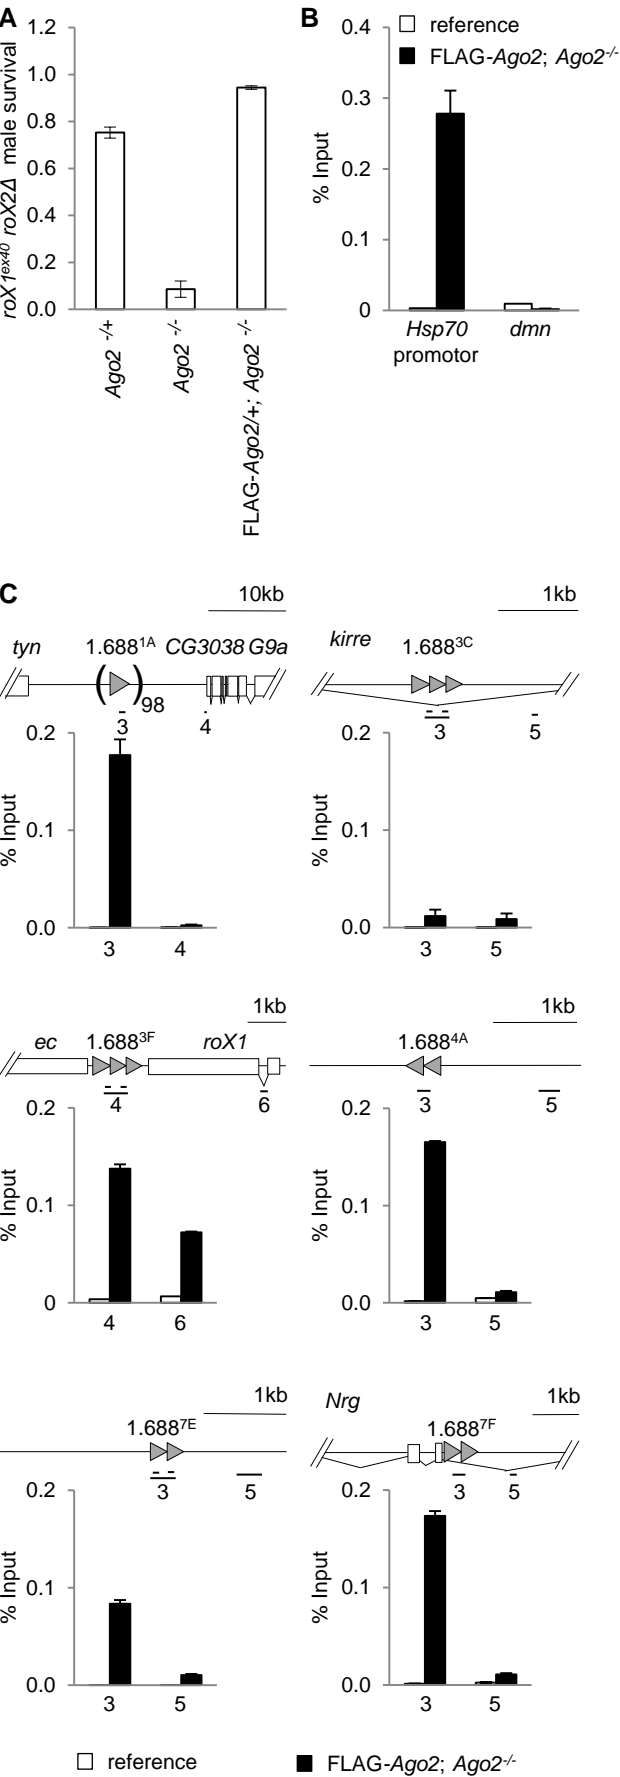 A
1.2
1.0
0.8
0.6
0.4
0.2
0.0
roX1ex40 roX2Δ male survival
Ago2 -/+
Ago2 -/-
FLAG-Ago2/+; Ago2 -/-
B
reference
FLAG-Ago2; Ago2-/-
0.4
0.3
0.2
0.1
0
% Input
Hsp70
promotor
dmn
C
10kb
tyn
1.6881A
CG3038
G9a
( ) 98
3
4
0.2
0.1
0.0
% Input
3
4
1kb
kirre
1.6883C
3
5
0.2
0.1
0.0
% Input
3
5
1kb
ec
1.6883F
roX1
4
6
0.2
0.1
0
% Input
4
6
1kb
1.6884A
3
5
0.2
0.1
0.0
% Input
3
5
1kb
1.6887E
3
5
0.2
0.1
0.0
% Input
3
5
1kb
Nrg
1.6887F
3
5
0.2
0.1
0.0
% Input
3
5
reference
FLAG-Ago2; Ago2-/-